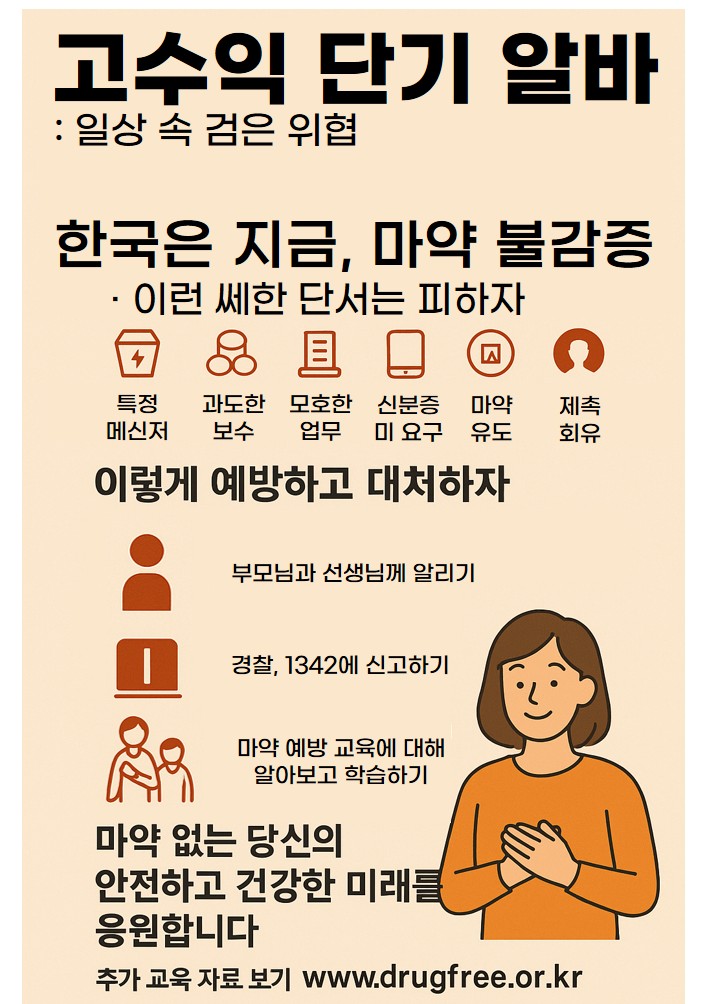 고수익 단기 알바
: 일상 속 검은 위협
한국은 지금, 마약 불감증
· 이런 쎄한 단서는 피하자
특정
메신저
과도한
보수
모호한
업무
신분증
미 요구
마약
유도
제촉
회유
이렇게 예방하고 대처하자
부모님과 선생님께 알리기
경찰, 1342에 신고하기
마약 예방 교육에 대해
알아보고 학습하기
마약 없는 당신의
안전하고 건강한 미래를
응원합니다
추가 교육 자료 보기 www.drugfree.or.kr